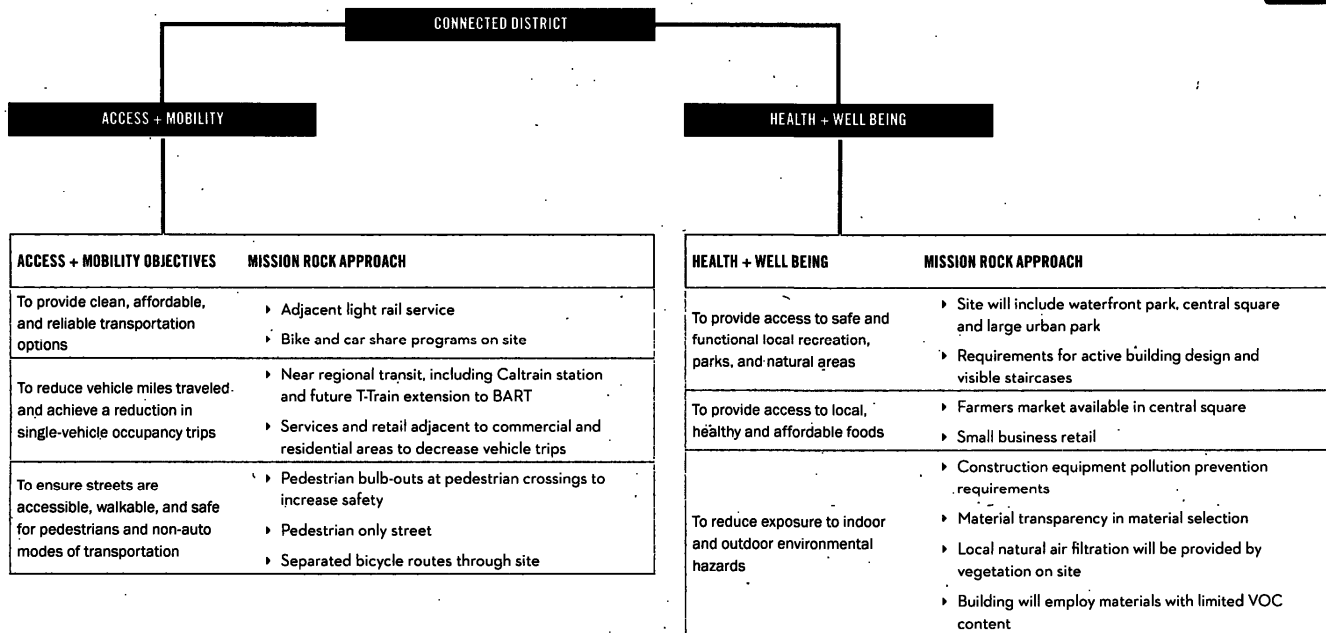 CONNECTED DISTRICT
ACCESS + MOBILITY
HEALTH + WELL BEING
ACCESS + MOBILITY OBJECTIVES
MISSION ROCK APPROACH
To provide clean, affordable,
and reliable transportation
options
▸ Adjacent light rail service
▸ Bike and car share programs on site
To reduce vehicle miles traveled
and achieve a reduction in
single-vehicle occupancy trips
▸ Near regional transit, including Caltrain station
and future T-Train extension to BART
▸ Services and retail adjacent to commercial and
residential areas to decrease vehicle trips
To ensure streets are
accessible, walkable, and safe
for pedestrians and non-auto
modes of transportation
▸ Pedestrian bulb-outs at pedestrian crossings to
increase safety
▸ Pedestrian only street
▸ Separated bicycle routes through site
HEALTH + WELL BEING
MISSION ROCK APPROACH
To provide access to safe and
functional local recreation,
parks, and natural areas
▸ Site will include waterfront park, central square
and large urban park
▸ Requirements for active building design and
visible staircases
To provide access to local,
healthy and affordable foods
▸ Farmers market available in central square
▸ Small business retail
To reduce exposure to indoor
and outdoor environmental
hazards
▸ Construction equipment pollution prevention
requirements
▸ Material transparency in material selection
▸ Local natural air filtration will be provided by
vegetation on site
▸ Building will employ materials with limited VOC
content